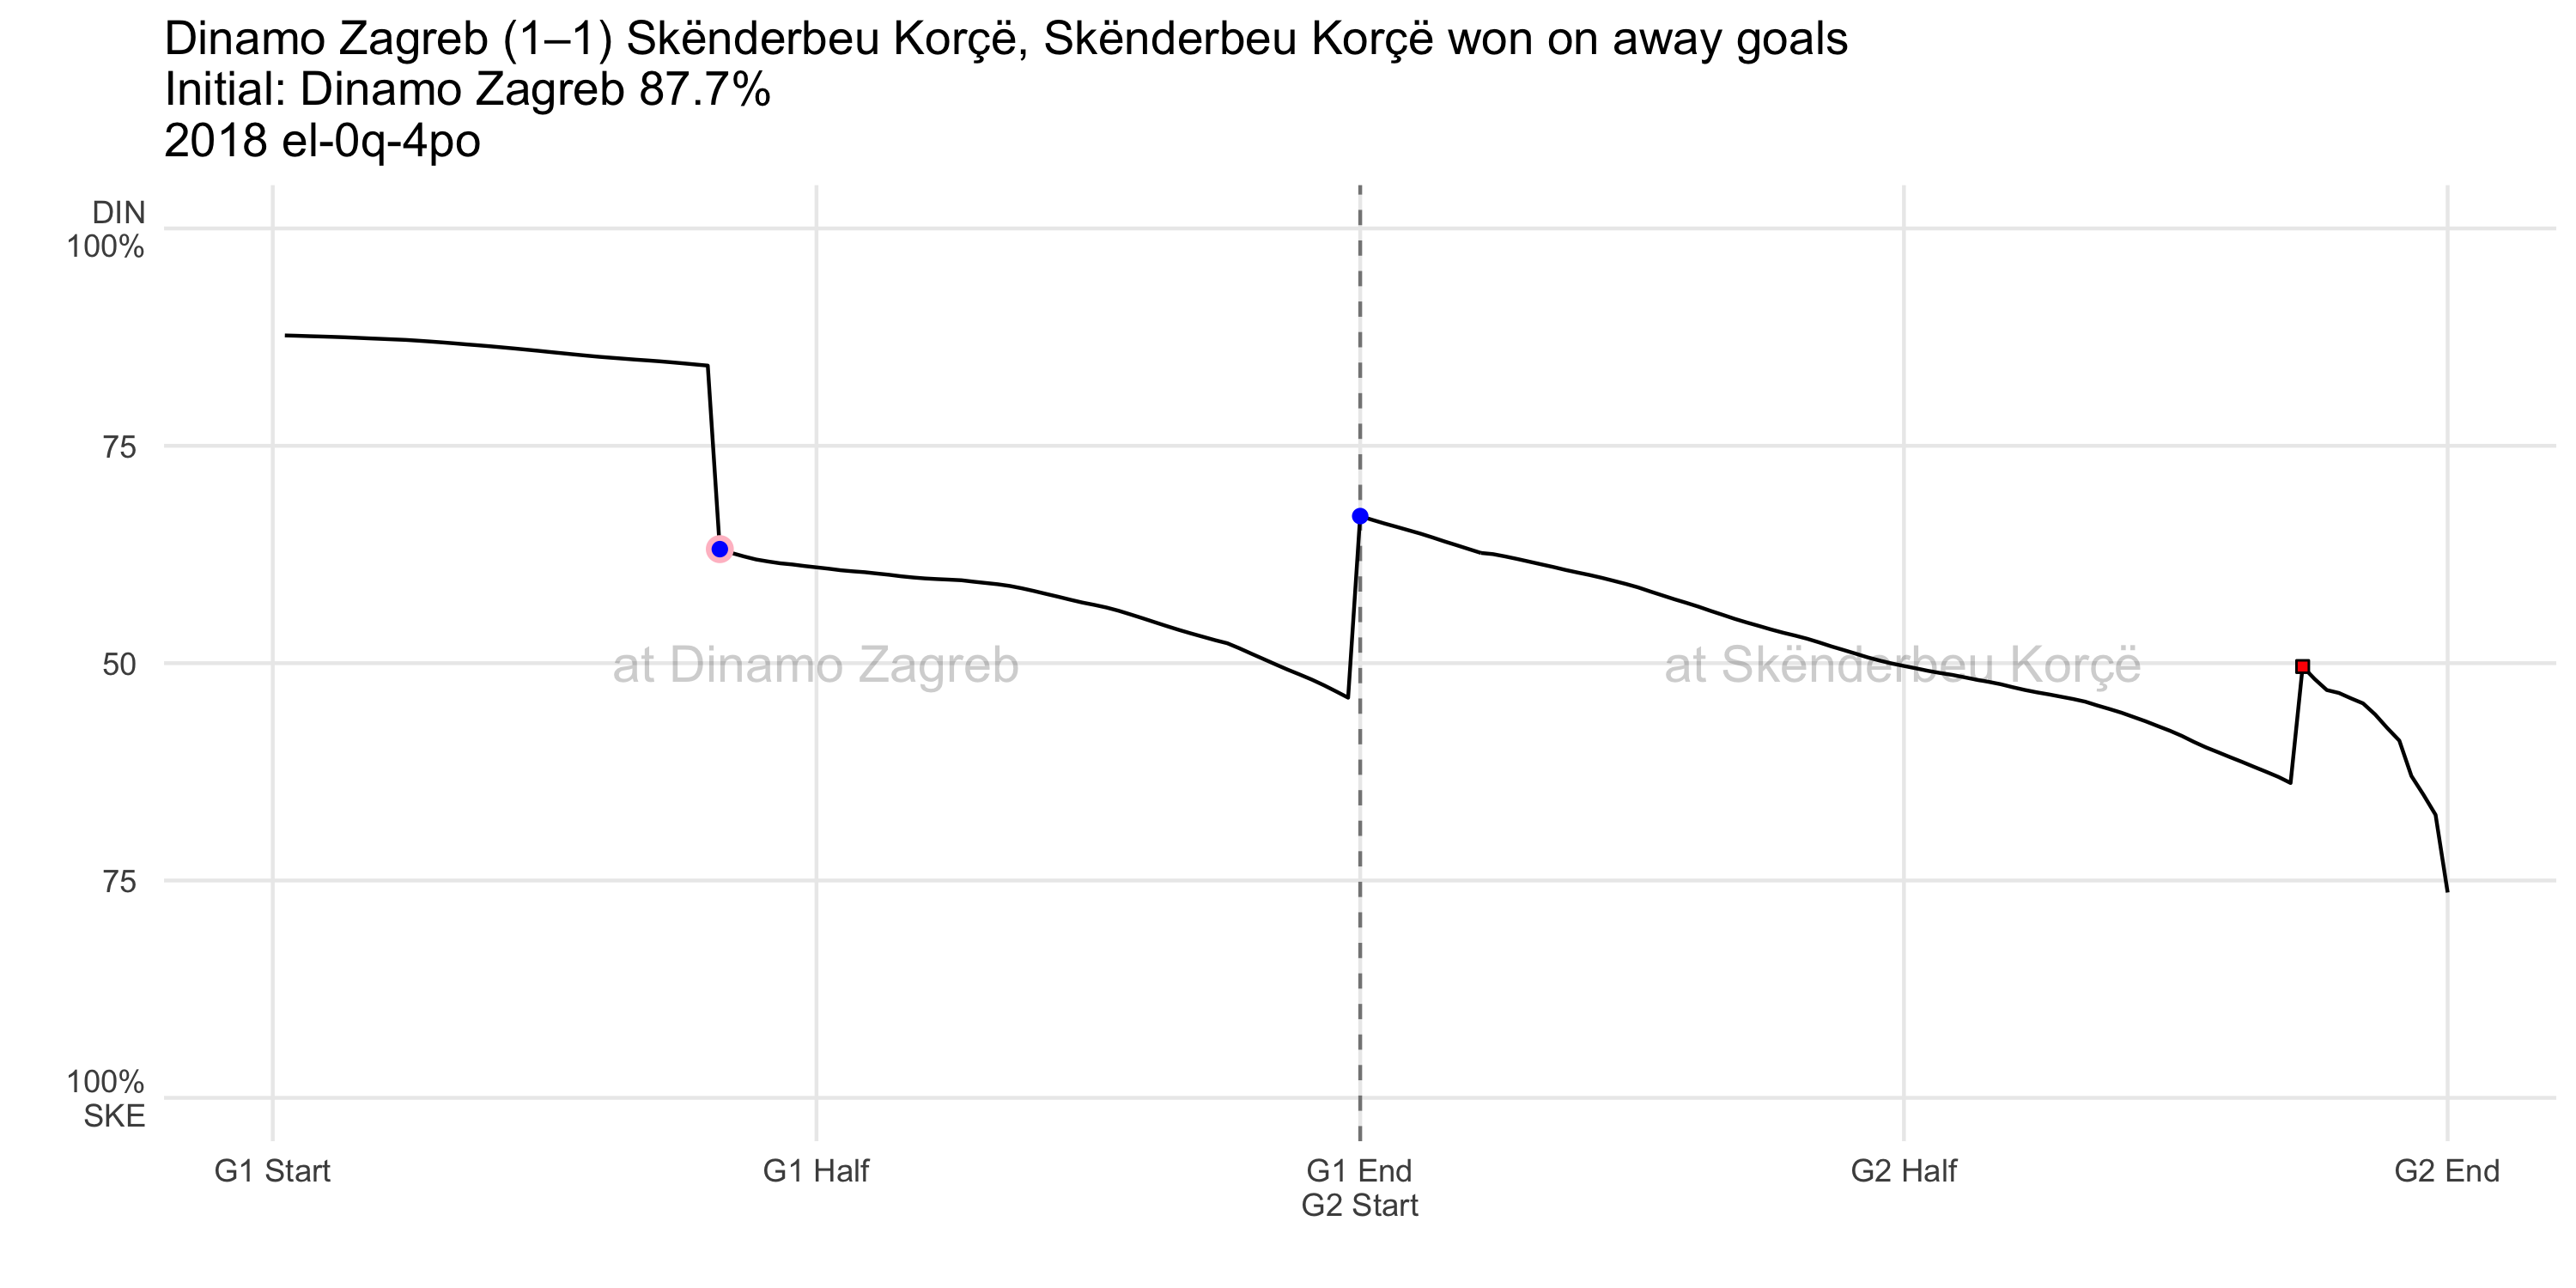 Dinamo Zagreb (1–1) Skënderbeu Korçë, Skënderbeu Korçë won on away goals
Initial: Dinamo Zagreb 87.7%
2018 el-0q-4po
DIN
100%
75
50
75
100%
SKE
at Dinamo Zagreb
at Skënderbeu Korçë
G1 Start
G1 Half
G1 End
G2 Start
G2 Half
G2 End